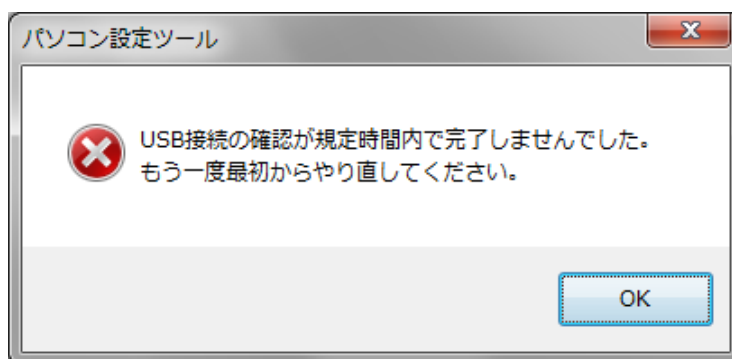 パソコン設定ツール
USB接続の確認が規定時間内で完了しませんでした。
もう一度最初からやり直してください。
OK